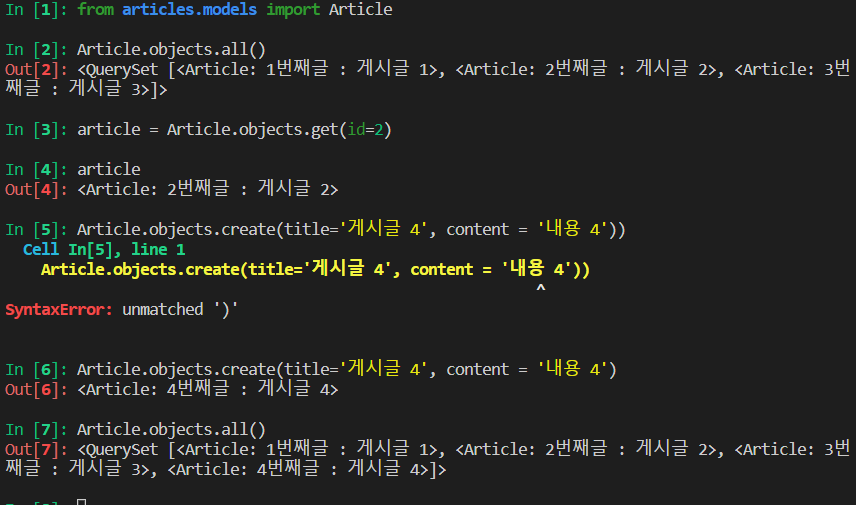 In [1]: from articles.models import Article
In [2]: Article.objects.all()
Out[2]: <QuerySet [<Article: 1번째글 : 게시글 1>, <Article: 2번째글 : 게시글 2>, <Article: 3번
째글 : 게시글 3>]>
In [3]: article = Article.objects.get(id=2)
In [4]: article
Out[4]: <Article: 2번째글 : 게시글 2>
In [5]: Article.objects.create(title='게시글 4', content = '내용 4'))
Cell In[5], line 1
Article.objects.create(title='게시글 4', content = '내용 4'))
^
SyntaxError: unmatched ')'
In [6]: Article.objects.create(title='게시글 4', content = '내용 4')
Out[6]: <Article: 4번째글 : 게시글 4>
In [7]: Article.objects.all()
Out[7]: <QuerySet [<Article: 1번째글 : 게시글 1>, <Article: 2번째글 : 게시글 2>, <Article: 3번
째글 : 게시글 3>, <Article: 4번째글 : 게시글 4>]>